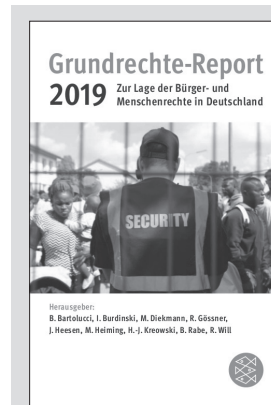 Grundrechte-Report
2019 Zur Lage der Bürger- und
Menschenrechte in Deutschland
SECURITY
Herausgeber:
B. Bartolucci, I. Burdinski, M. Diekmann, R. Gössner,
J. Heesen, M. Heiming, H.-J. Kreowski, B. Rabe, R. Will